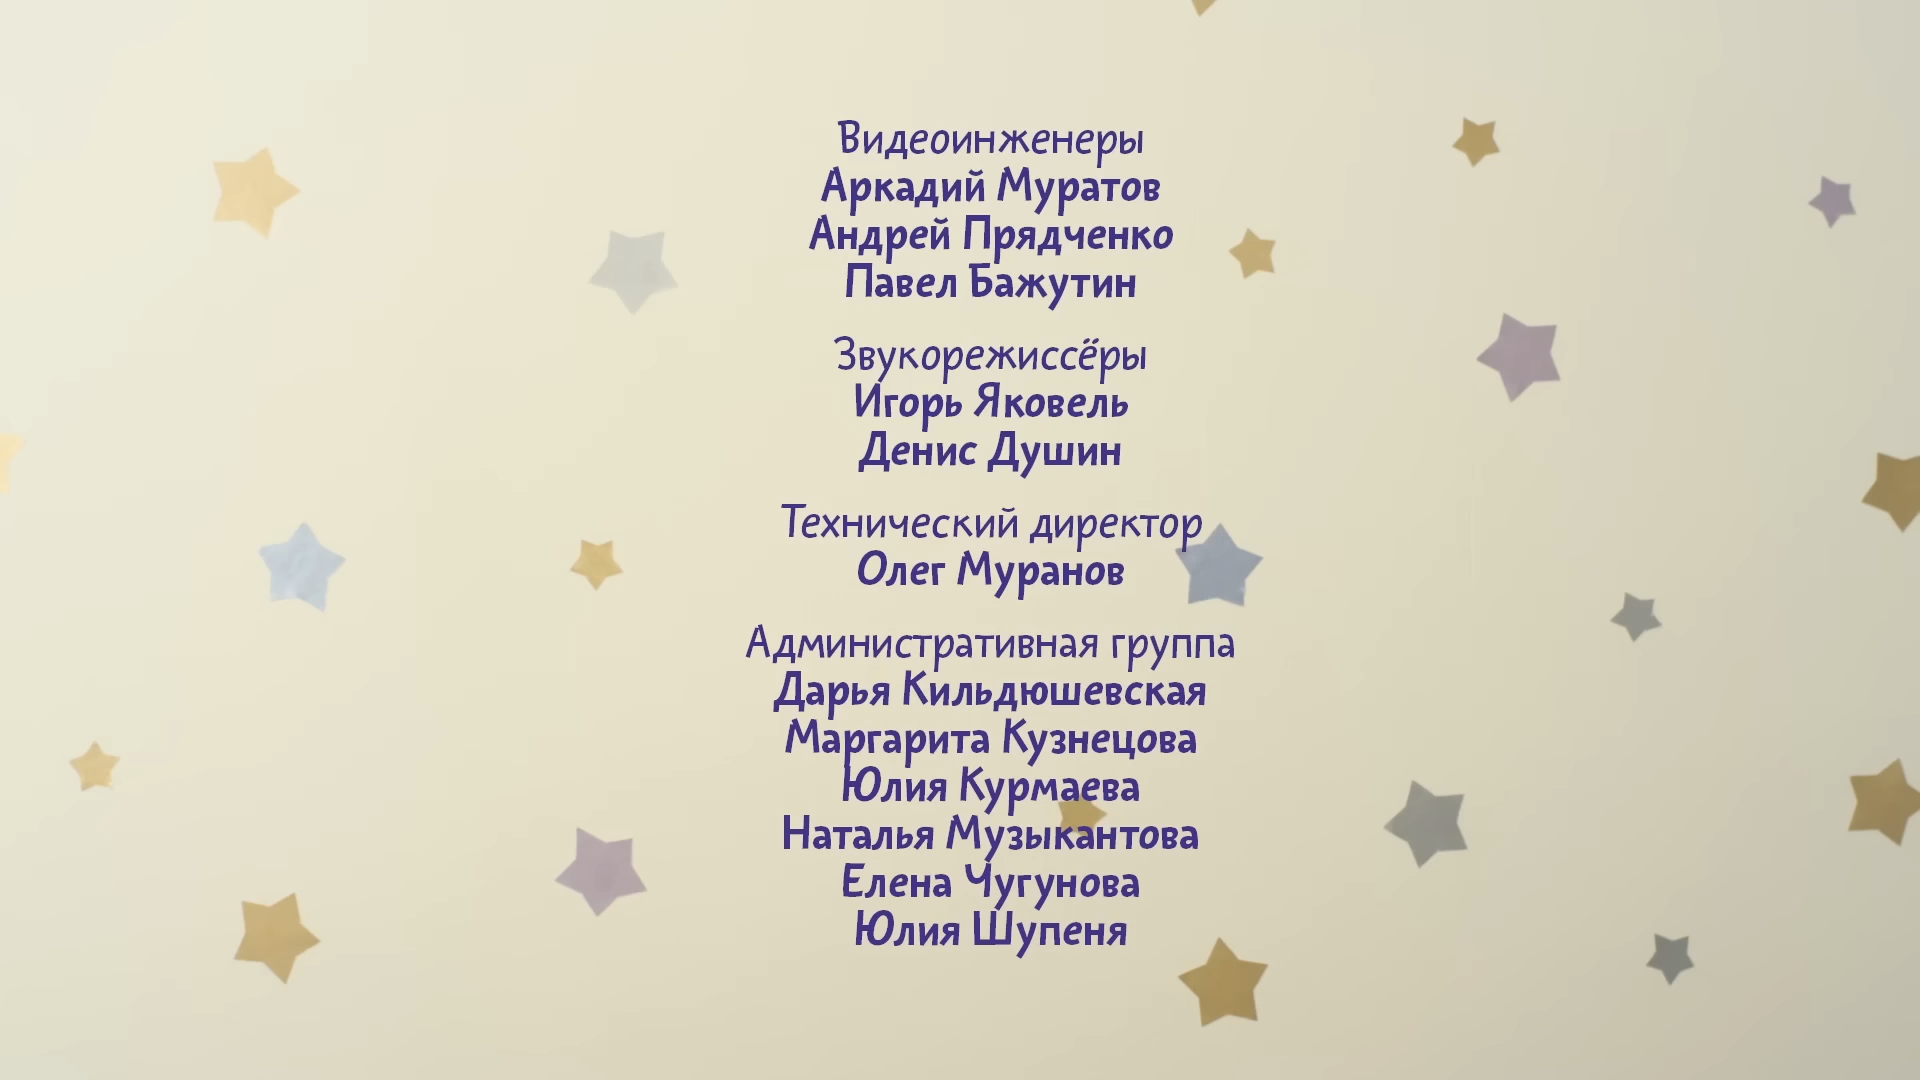 Видеоинженеры
Аркадий Муратов
Андрей Прядченко
Павел Бажутин
Звукорежиссёры
Игорь Яковель
Денис Душин
Технический директор
Олег Муранов
Административная группа
Дарья Кильдюшевская
Маргарита Кузнецова
Юлия Курмаева
Наталья Музыкантова
Елена Чугунова
Юлия Шупеня